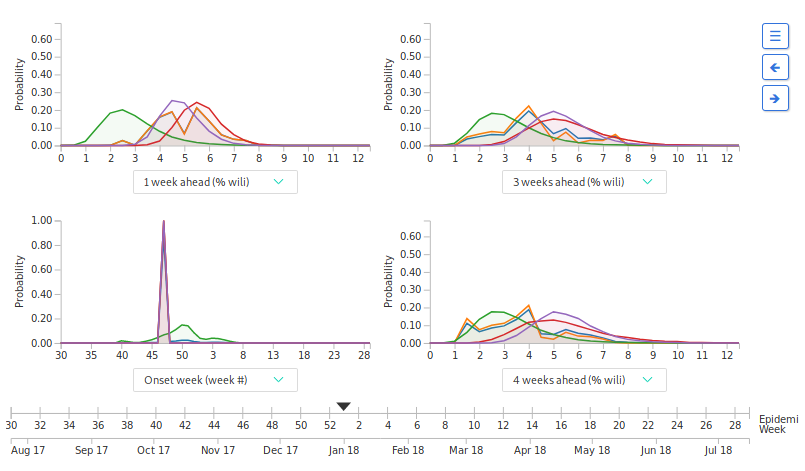 Probability
0.60
0.50
0.40
0.30
0.20
0.10
0.00
0 1 2 3 4 5 6 7 8 9 10 11 12
1 week ahead (% wili)
Probability
0.60
0.50
0.40
0.30
0.20
0.10
0.00
0 1 2 3 4 5 6 7 8 9 10 11 12
3 weeks ahead (% wili)
Probability
1.00
0.80
0.60
0.40
0.20
0.00
30 35 40 45 50 3 8 13 18 23 28
Onset week (week #)
Probability
0.60
0.50
0.40
0.30
0.20
0.10
0.00
0 1 2 3 4 5 6 7 8 9 10 11 12
4 weeks ahead (% wili)
30 32 34 36 38 40 42 44 46 48 50 52 2 4 6 8 10 12 14 16 18 20 22 24 26 28
Epidemi
Week
Aug 17 Sep 17 Oct 17 Nov 17 Dec 17 Jan 18 Feb 18 Mar 18 Apr 18 May 18 Jun 18 Jul 18